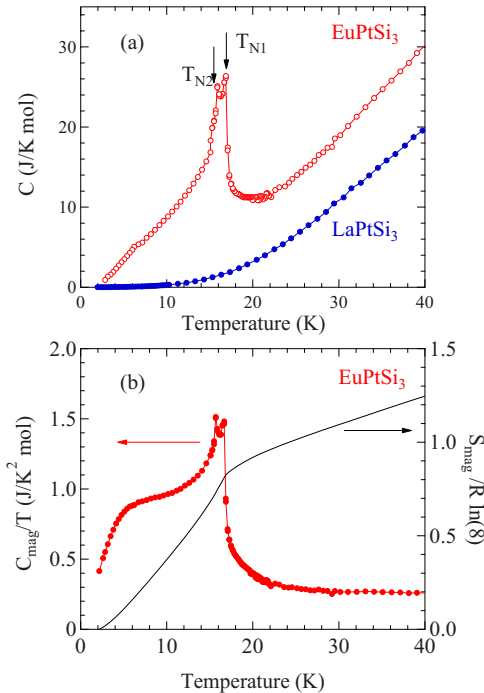 (a)
T_N1
T_N2
EuPtSi₃
LaPtSi₃
C (J/K mol)
30
20
10
0
0
10
20
30
40
Temperature (K)
(b)
EuPtSi₃
C_mag/T (J/K² mol)
2.0
1.5
1.0
0.5
0
1.5
1.0
0.5
0.0
S_mag/R ln(8)
0
10
20
30
40
Temperature (K)